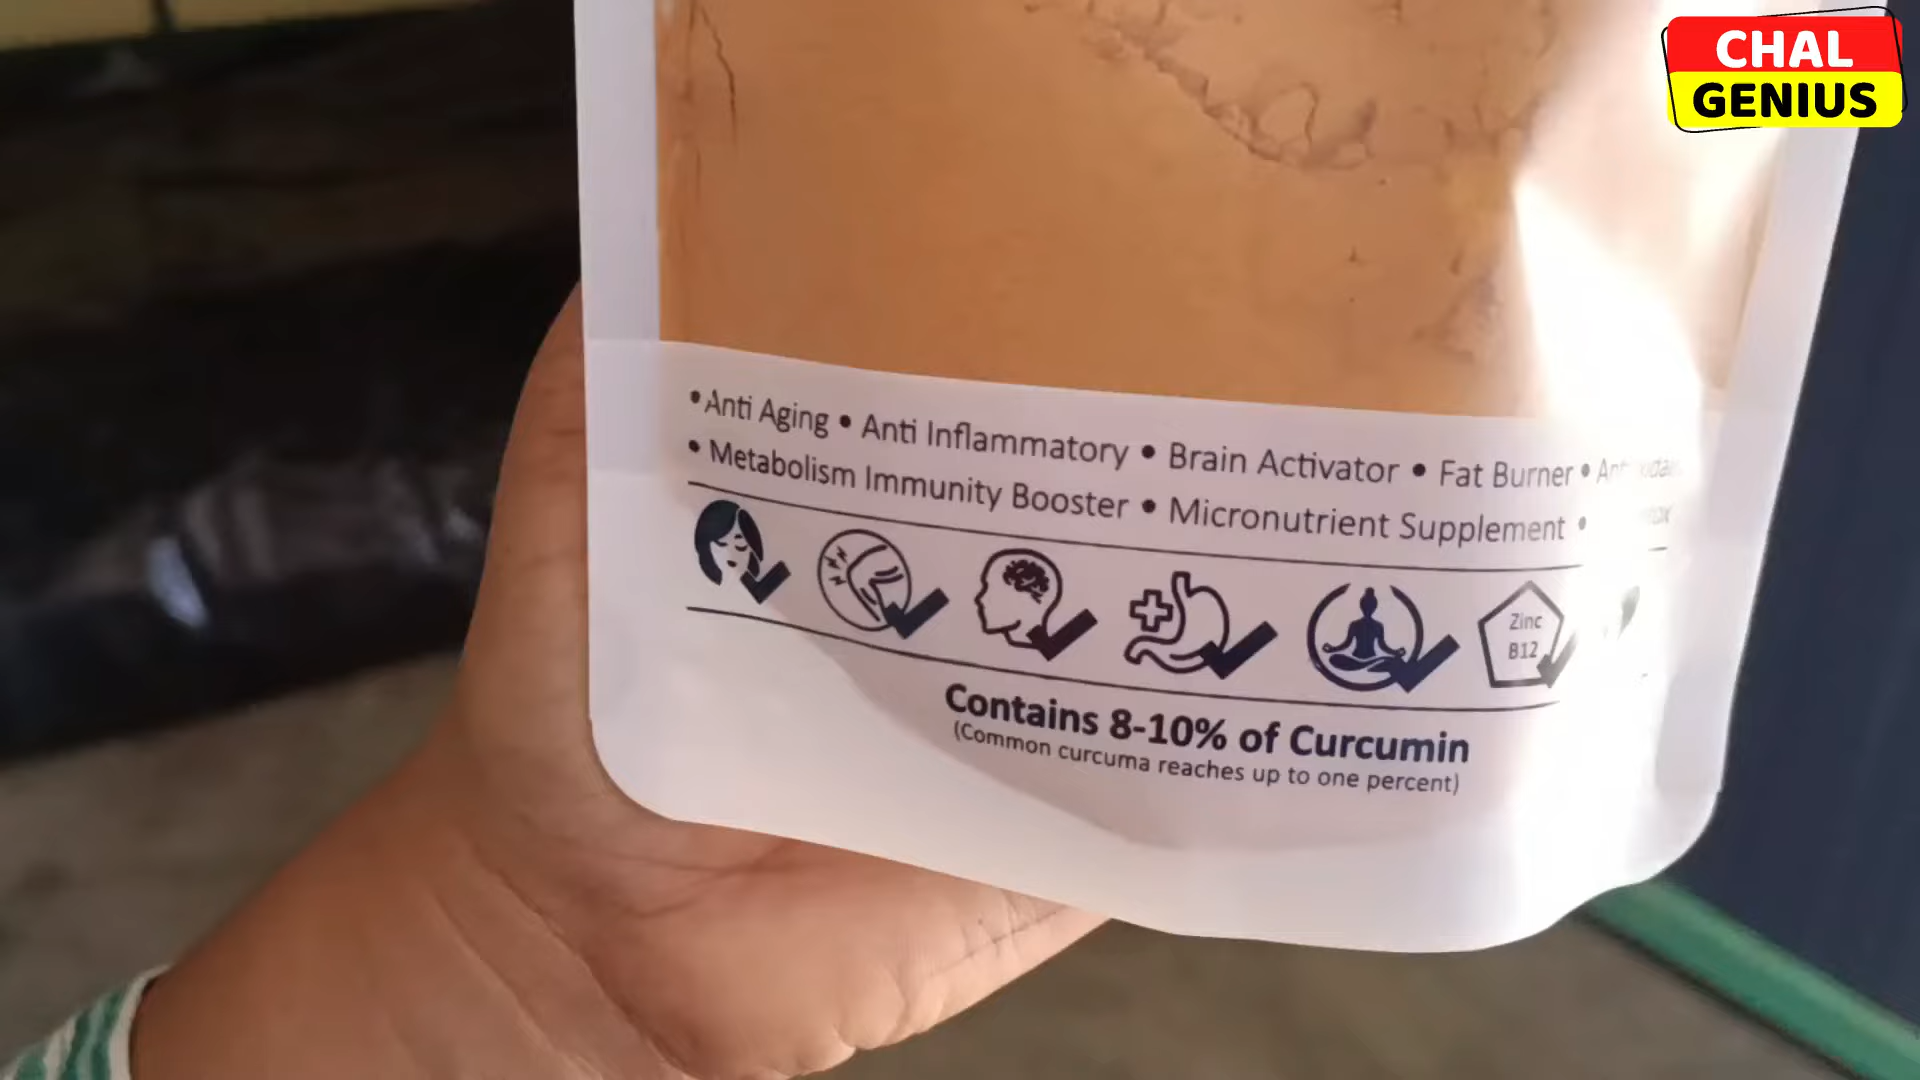 CHAL
GENIUS
•Anti Aging • Anti Inflammatory • Brain Activator • Fat Burner •
• Metabolism Immunity Booster • Micronutrient Supplement •
Zinc
B12
Contains 8-10% of Curcumin
(Common curcuma reaches up to one percent)